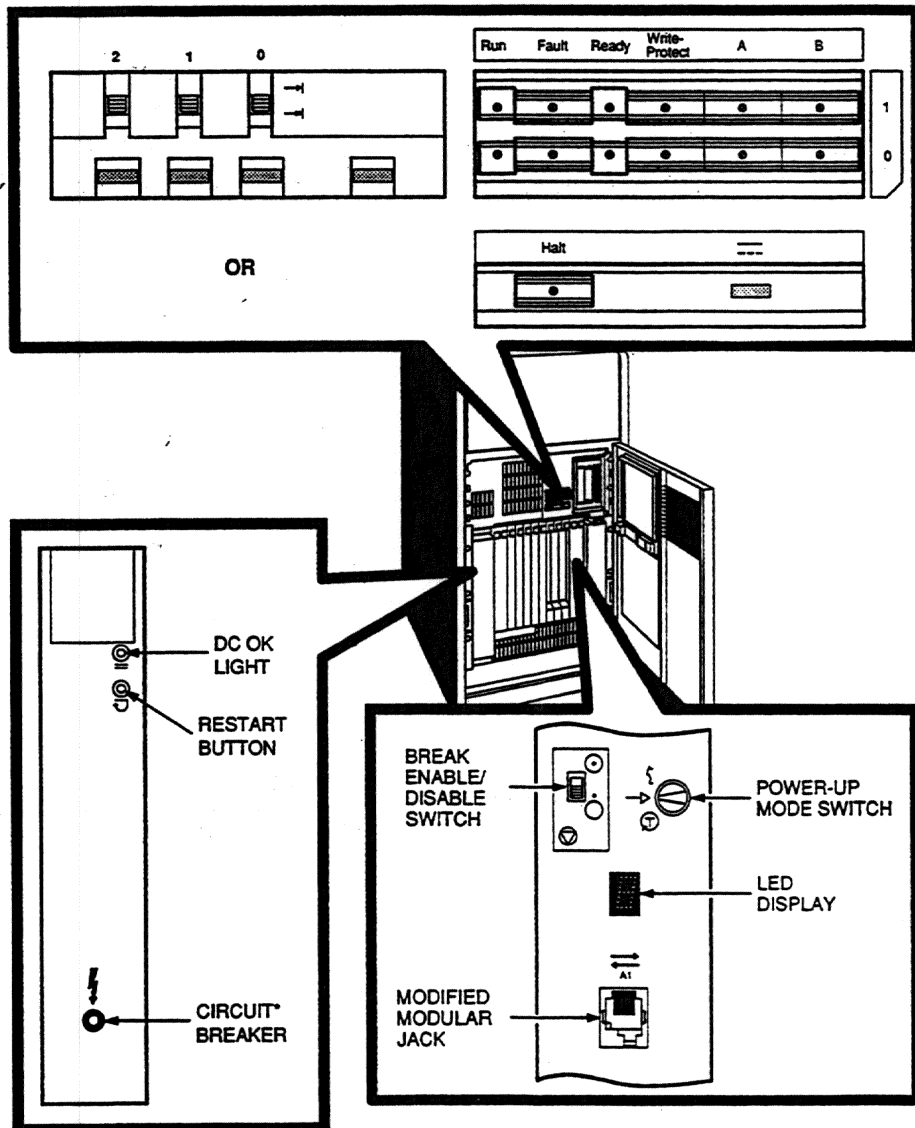 2 1 0
Run Fault Ready Write-
Protect A B
1
0
OR
Halt
DC OK
LIGHT
RESTART
BUTTON
CIRCUIT*
BREAKER
BREAK
ENABLE/
DISABLE
SWITCH
POWER-UP
MODE SWITCH
LED
DISPLAY
A1
MODIFIED
MODULAR
JACK